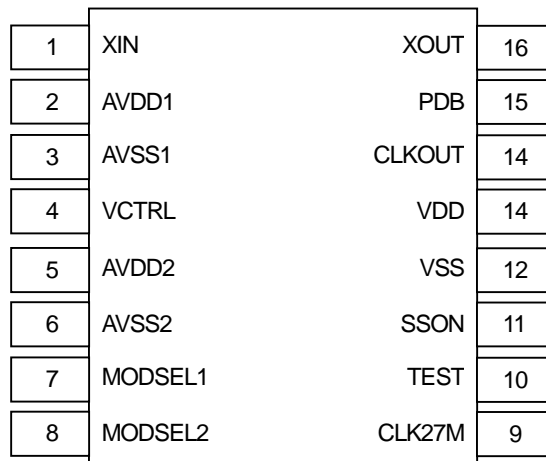 1 XIN XOUT 16
2 AVDD1 PDB 15
3 AVSS1 CLKOUT 14
4 VCTRL VDD 14
5 AVDD2 VSS 12
6 AVSS2 SSON 11
7 MODSEL1 TEST 10
8 MODSEL2 CLK27M 9